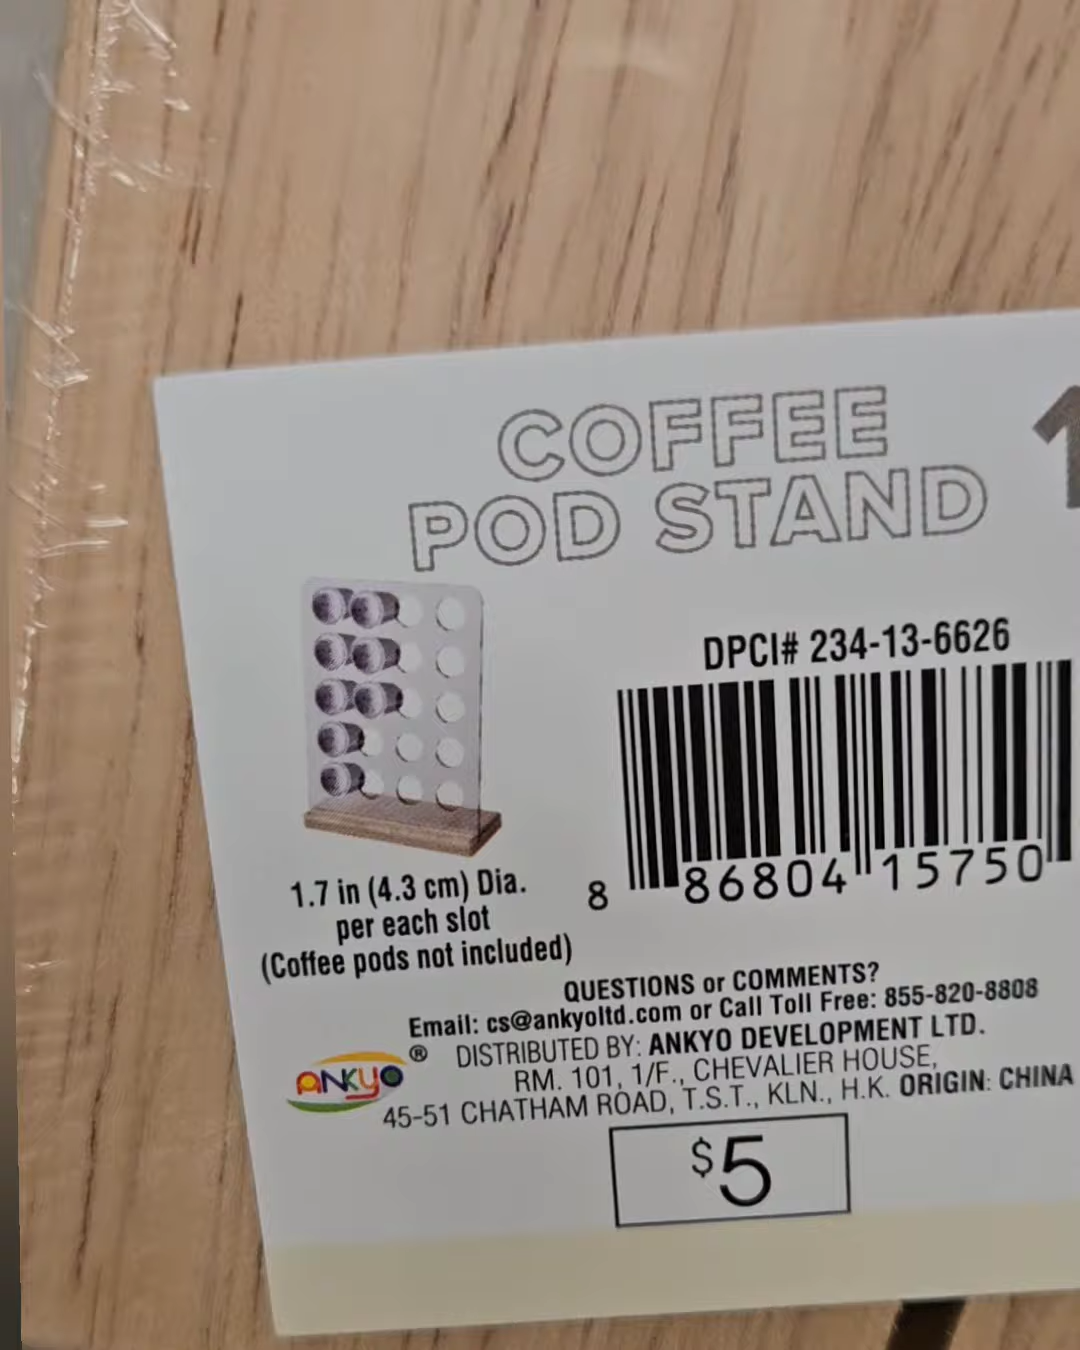 COFFEE
POD STAND
1
DPCI# 234-13-6626
8 86804 15750
1.7 in (4.3 cm) Dia.
per each slot
(Coffee pods not included)
QUESTIONS or COMMENTS?
Email: cs@ankyoltd.com or Call Toll Free: 855-820-8808
ANKYO ® DISTRIBUTED BY: ANKYO DEVELOPMENT LTD.
RM. 101, 1/F., CHEVALIER HOUSE,
45-51 CHATHAM ROAD, T.S.T., KLN., H.K. ORIGIN: CHINA
$5